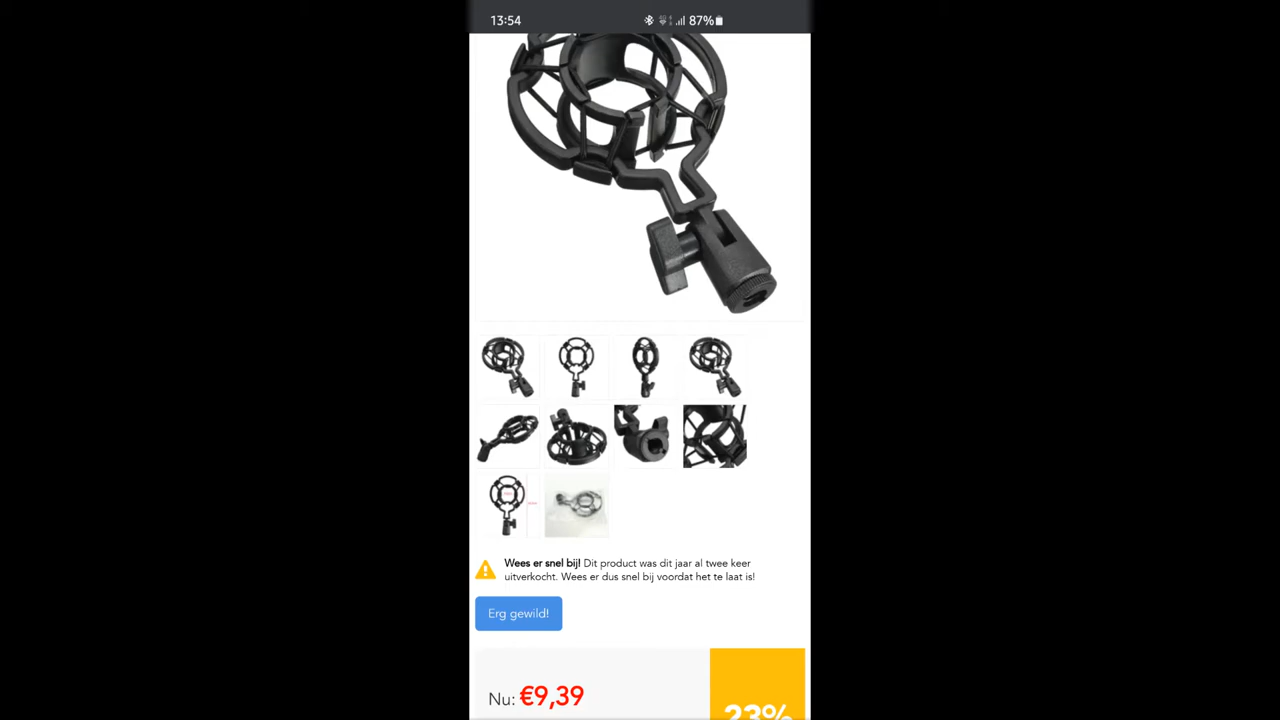 13:54
87%
Wees er snel bij! Dit product was dit jaar al twee keer
uitverkocht. Wees er dus snel bij voordat het te laat is!
Erg gewild!
Nu: €9,39
23%